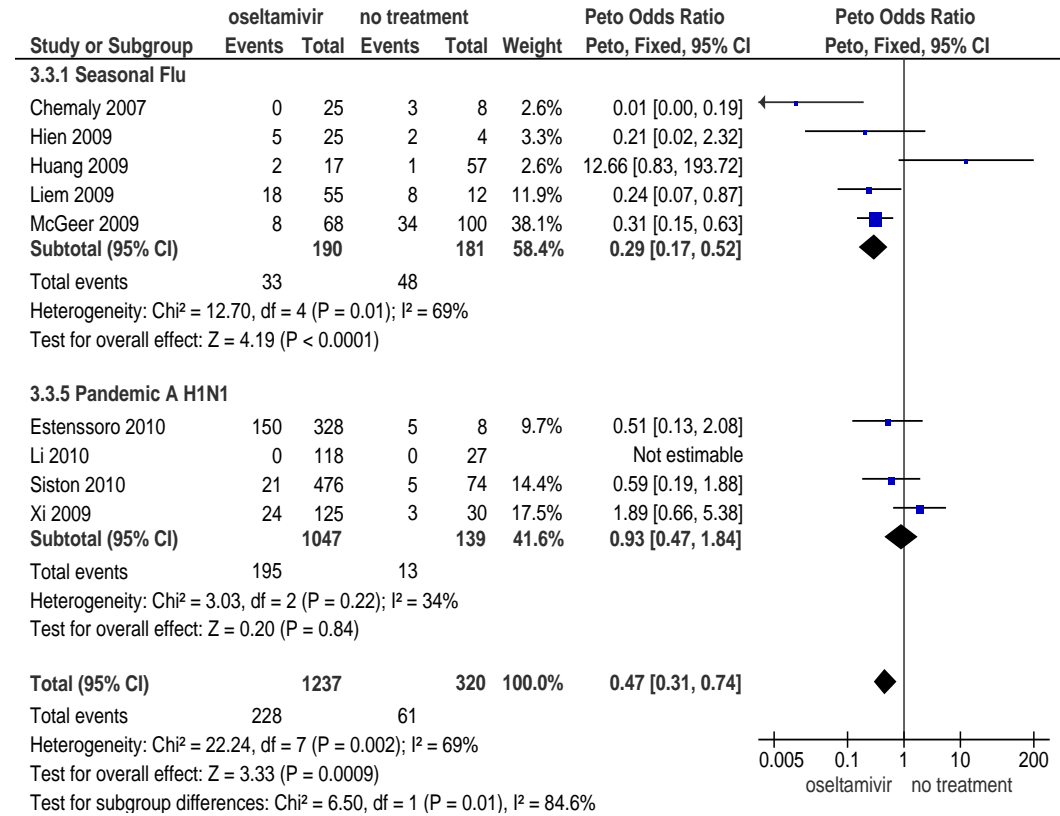 oseltamivir no treatment Peto Odds Ratio Peto Odds Ratio
Study or Subgroup Events Total Events Total Weight Peto, Fixed, 95% CI Peto, Fixed, 95% CI
3.3.1 Seasonal Flu
Chemaly 2007 0 25 3 8 2.6% 0.01 [0.00, 0.19]
Hien 2009 5 25 2 4 3.3% 0.21 [0.02, 2.32]
Huang 2009 2 17 1 57 2.6% 12.66 [0.83, 193.72]
Liem 2009 18 55 8 12 11.9% 0.24 [0.07, 0.87]
McGeer 2009 8 68 34 100 38.1% 0.31 [0.15, 0.63]
Subtotal (95% CI) 190 181 58.4% 0.29 [0.17, 0.52]
Total events 33 48
Heterogeneity: Chi² = 12.70, df = 4 (P = 0.01); I² = 69%
Test for overall effect: Z = 4.19 (P < 0.0001)
3.3.5 Pandemic A H1N1
Estenssoro 2010 150 328 5 8 9.7% 0.51 [0.13, 2.08]
Li 2010 0 118 0 27 Not estimable
Siston 2010 21 476 5 74 14.4% 0.59 [0.19, 1.88]
Xi 2009 24 125 3 30 17.5% 1.89 [0.66, 5.38]
Subtotal (95% CI) 1047 139 41.6% 0.93 [0.47, 1.84]
Total events 195 13
Heterogeneity: Chi² = 3.03, df = 2 (P = 0.22); I² = 34%
Test for overall effect: Z = 0.20 (P = 0.84)
Total (95% CI) 1237 320 100.0% 0.47 [0.31, 0.74]
Total events 228 61
Heterogeneity: Chi² = 22.24, df = 7 (P = 0.002); I² = 69%
Test for overall effect: Z = 3.33 (P = 0.0009)
Test for subgroup differences: Chi² = 6.50, df = 1 (P = 0.01), I² = 84.6%
0.005 0.1 1 10 200
oseltamivir no treatment